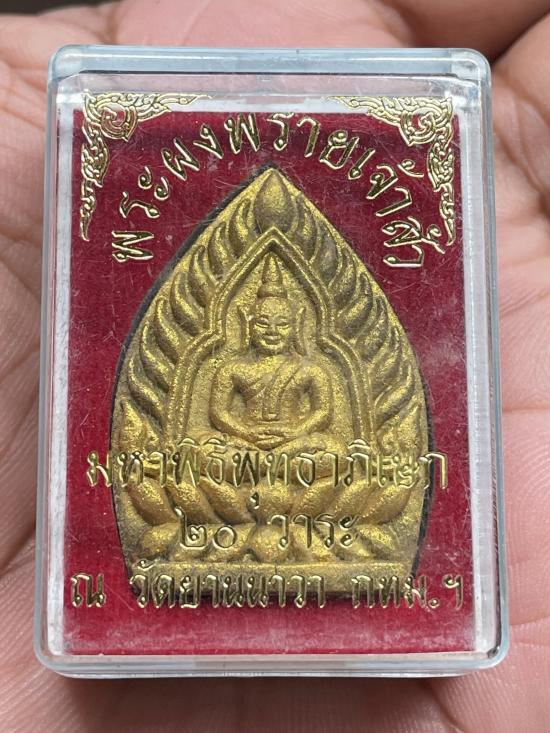 พระผงพรายเจ้าสัว
มหาพิธีพุทธาภิเษก
๒๐ วาระ
ณ วัดยานนาวา กทม.ฯ